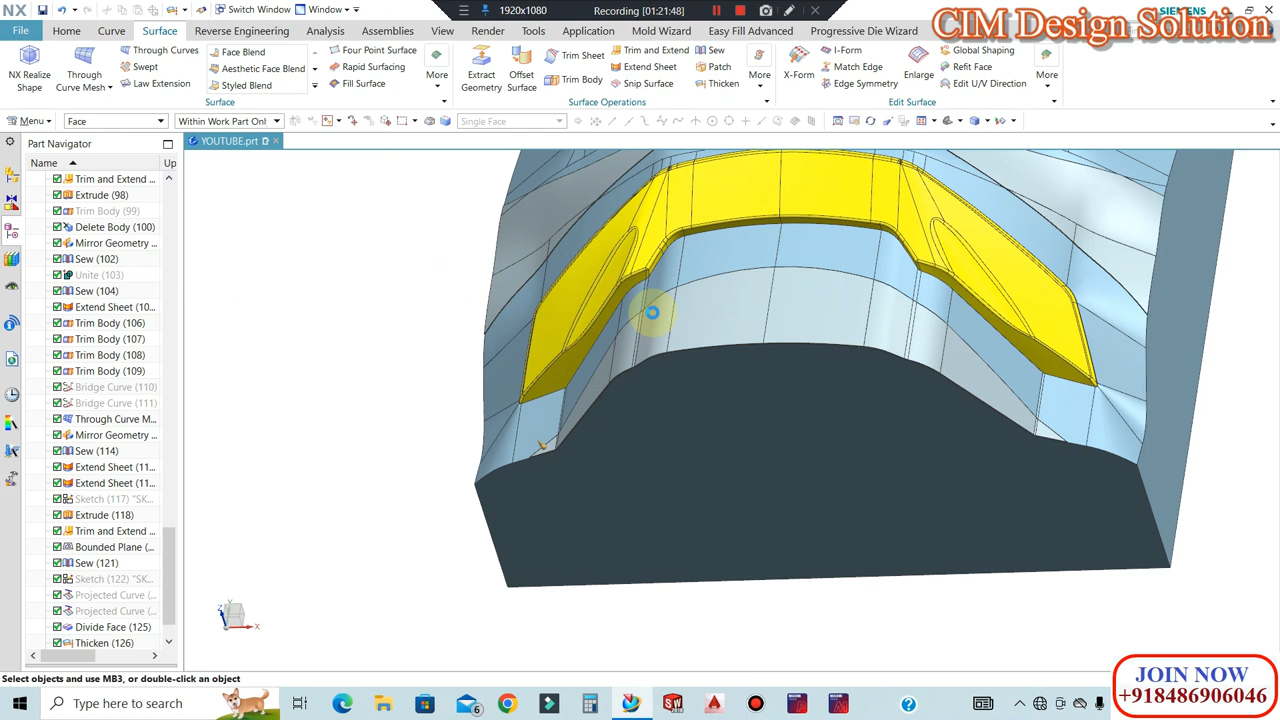 NX
Switch Window
Window
1920x1080
Recording [01:21:48]
SIEMENS
CIM Design Solution
File
Home
Curve
Surface
Reverse Engineering
Analysis
Assemblies
View
Render
Tools
Application
Mold Wizard
Easy Fill Advanced
Progressive Die Wizard
NX Realize Shape
Through Curve Mesh
Through Curves
Swept
Law Extension
Face Blend
Aesthetic Face Blend
Styled Blend
Four Point Surface
Rapid Surfacing
Fill Surface
More
Surface
Extract Geometry
Offset Surface
Trim Sheet
Trim Body
Trim and Extend
Extend Sheet
Snip Surface
Sew
Patch
Thicken
More
Surface Operations
X-Form
I-Form
Match Edge
Edge Symmetry
Enlarge
Global Shaping
Refit Face
Edit U/V Direction
More
Edit Surface
Menu
Face
Within Work Part Onl
Single Face
Part Navigator
YOUTUBE.prt
Name
Up
Trim and Extend ...
Extrude (98)
Trim Body (99)
Delete Body (100)
Mirror Geometry ...
Sew (102)
Unite (103)
Sew (104)
Extend Sheet (10...
Trim Body (106)
Trim Body (107)
Trim Body (108)
Trim Body (109)
Bridge Curve (110)
Bridge Curve (111)
Through Curve M...
Mirror Geometry ...
Sew (114)
Extend Sheet (11...
Extend Sheet (11...
Sketch (117) "SK...
Extrude (118)
Trim and Extend ...
Bounded Plane (...
Sew (121)
Sketch (122) "SK...
Projected Curve (...
Projected Curve (...
Divide Face (125)
Thicken (126)
Z
Y
X
Select objects and use MB3, or double-click an object
Type here to search
6
JOIN NOW
+918486906046